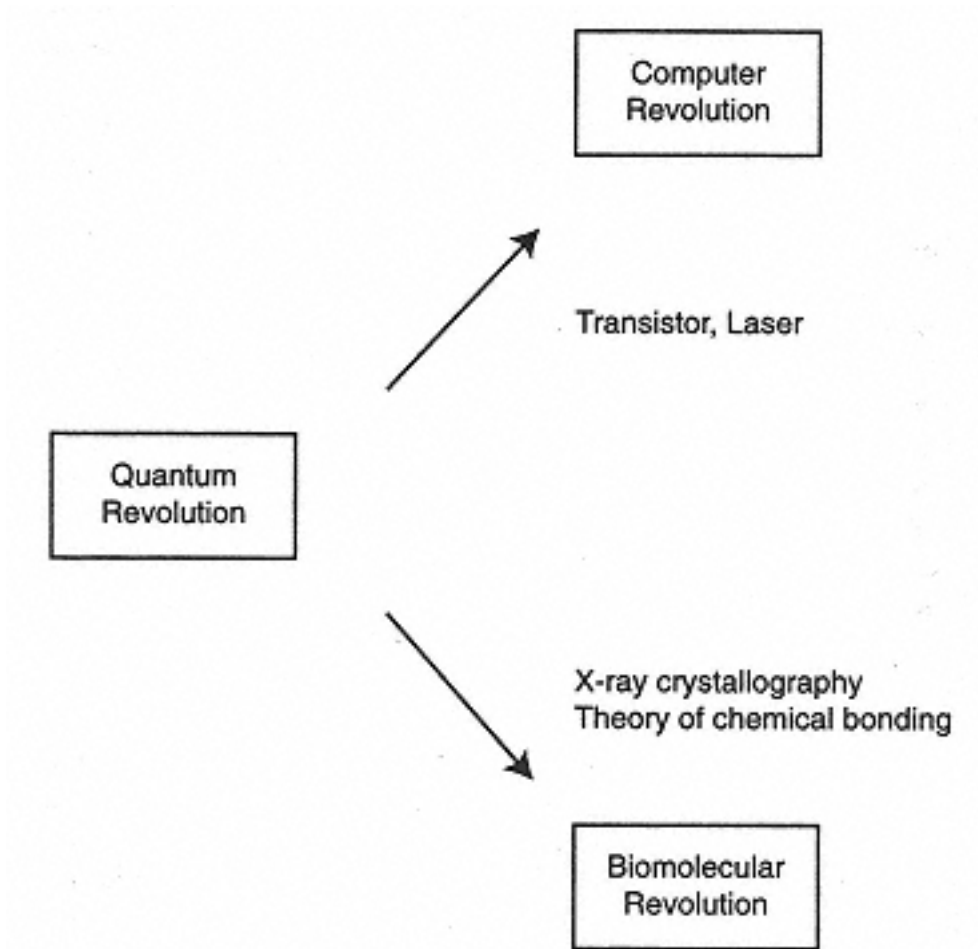 Computer
Revolution
Transistor, Laser
Quantum
Revolution
X-ray crystallography
Theory of chemical bonding
Biomolecular
Revolution